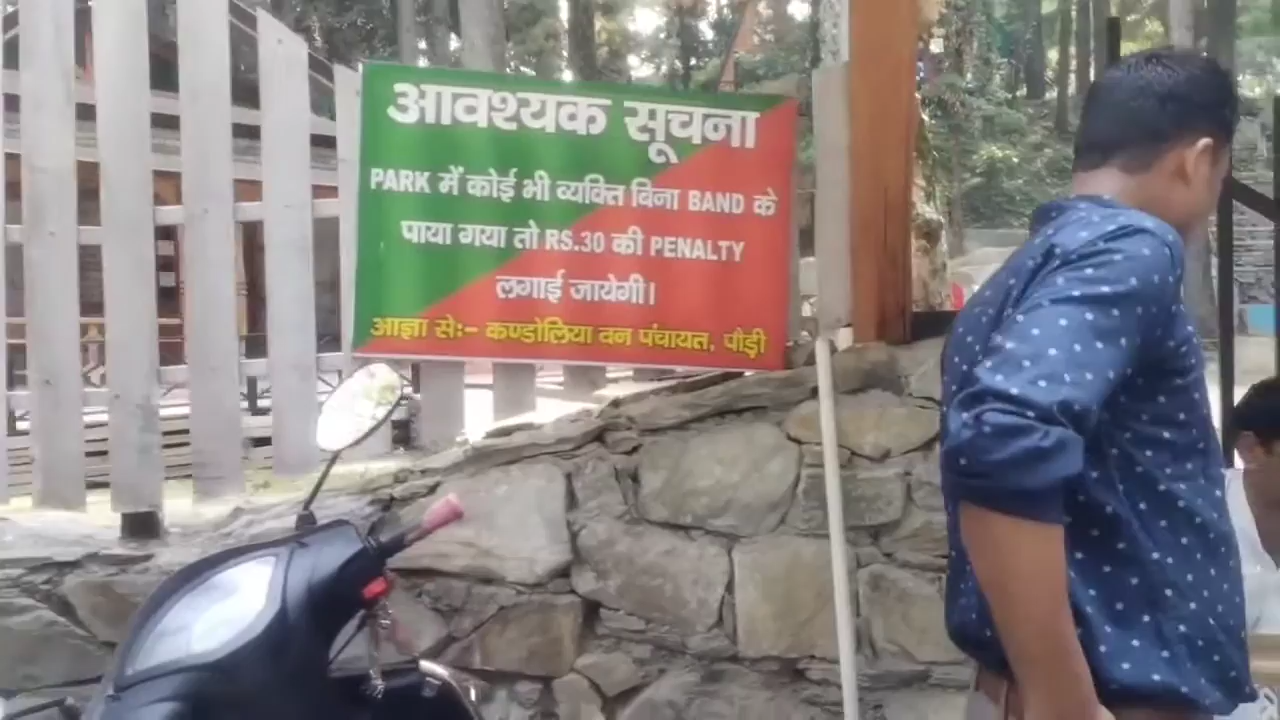 आवश्यक सूचना
PARK में कोई भी व्यक्ति बिना BAND के
पाया गया तो RS.30 की PENALTY
लगाई जायेगी।
आज्ञा से:- कण्डोलिया वन पंचायत, पौड़ी